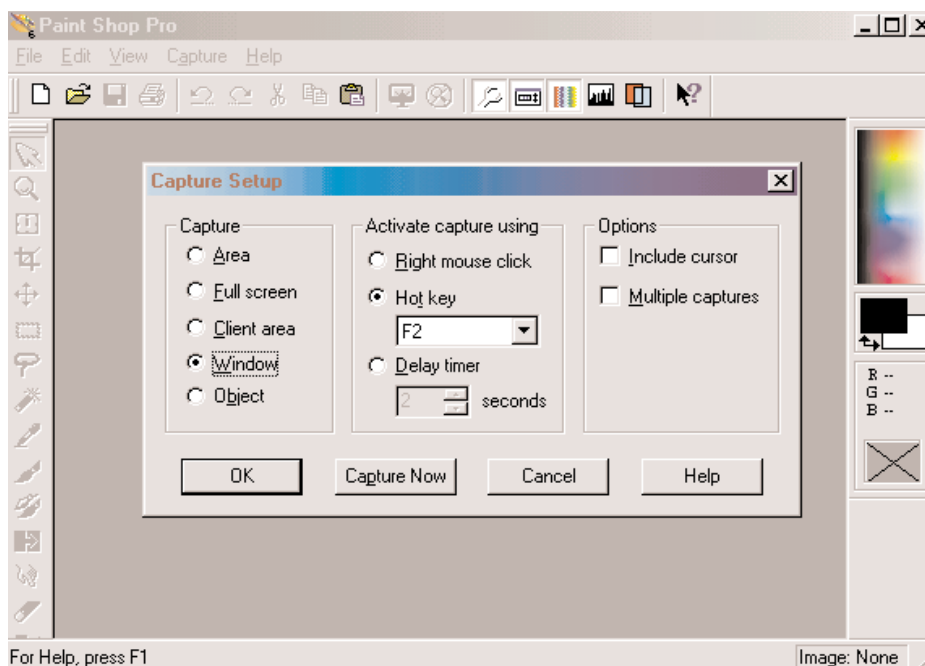 Paint Shop Pro
File Edit View Capture Help
Capture Setup
Capture
Area
Full screen
Client area
Window
Object
Activate capture using
Right mouse click
Hot key
F2
Delay timer
2 seconds
Options
Include cursor
Multiple captures
OK Capture Now Cancel Help
R --
G --
B --
For Help, press F1
Image: None